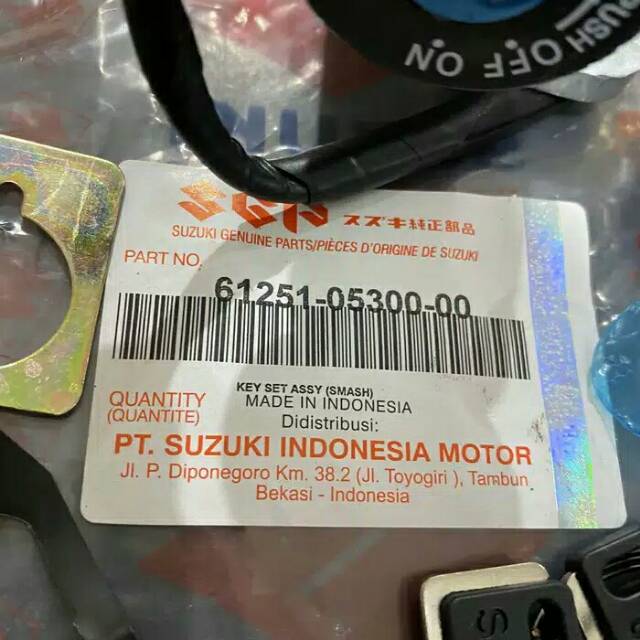 PUSH OFF ON
SGP スズキ純正部品
SUZUKI GENUINE PARTS/PIÈCES D'ORIGINE DE SUZUKI
PART NO.
61251-05300-00
KEY SET ASSY (SMASH)
QUANTITY
(QUANTITE)
MADE IN INDONESIA
Didistribusi:
PT. SUZUKI INDONESIA MOTOR
Jl. P. Diponegoro Km. 38.2 (Jl. Toyogiri ), Tambun
Bekasi - Indonesia